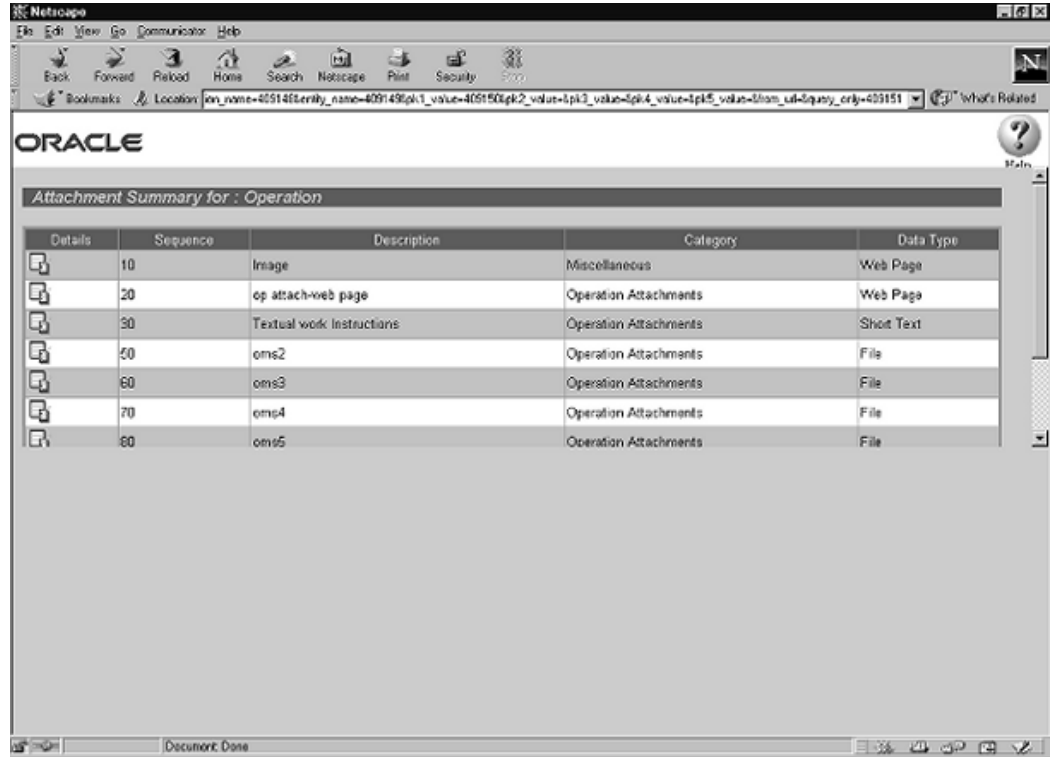 Netscape
File Edit View Go Communicator Help
Back Forward Reload Home Search Netscape Print Security Stop
N
Bookmarks Location: ion_name=409148&entity_name=409149&pk1_value=409150&pk2_value=&pk3_value=&pk4_value=&pk5_value=&from_url=&query_only=409151 What's Related
ORACLE
?
Help
Attachment Summary for : Operation
Details Sequence Description Category Data Type
10 Image Miscellaneous Web Page
20 op attach-web page Operation Attachments Web Page
30 Textual work Instructions Operation Attachments Short Text
50 oms2 Operation Attachments File
60 oms3 Operation Attachments File
70 oms4 Operation Attachments File
80 oms5 Operation Attachments File
Document: Done